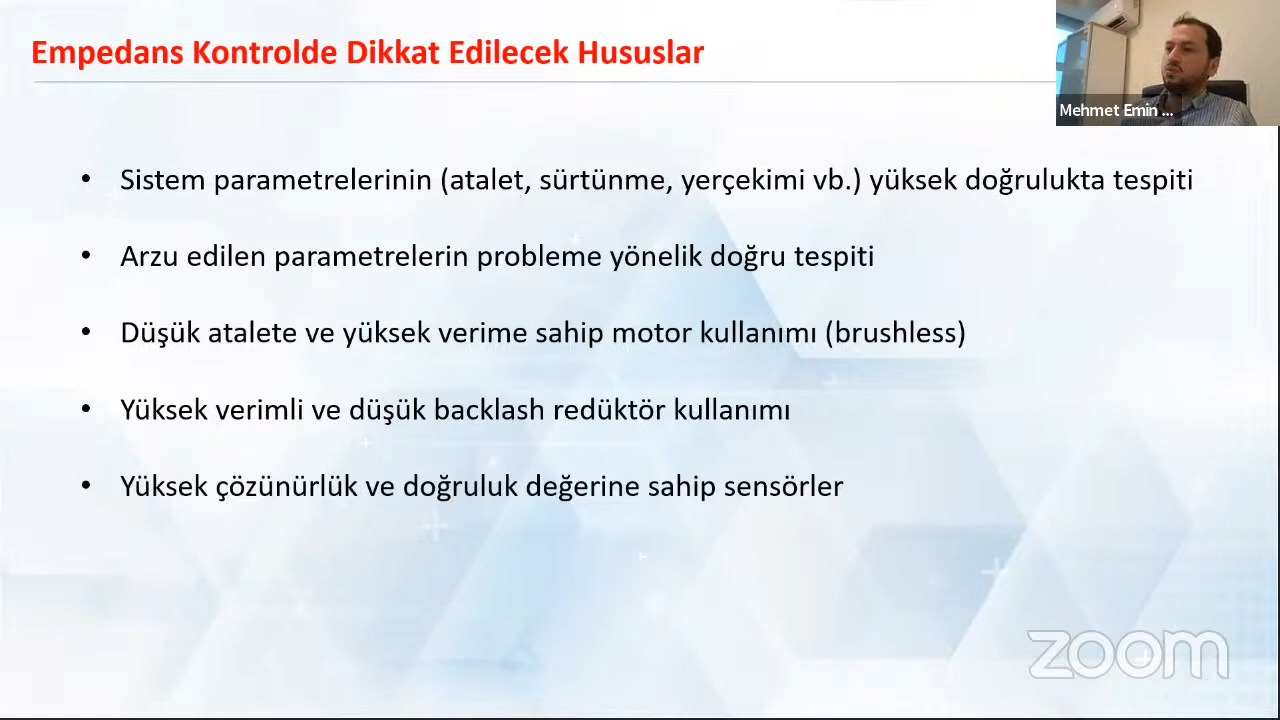 Empedans Kontrolde Dikkat Edilecek Hususlar
Mehmet Emin ...
• Sistem parametrelerinin (atalet, sürtünme, yerçekimi vb.) yüksek doğrulukta tespiti
• Arzu edilen parametrelerin probleme yönelik doğru tespiti
• Düşük atalete ve yüksek verime sahip motor kullanımı (brushless)
• Yüksek verimli ve düşük backlash redüktör kullanımı
• Yüksek çözünürlük ve doğruluk değerine sahip sensörler
zoom